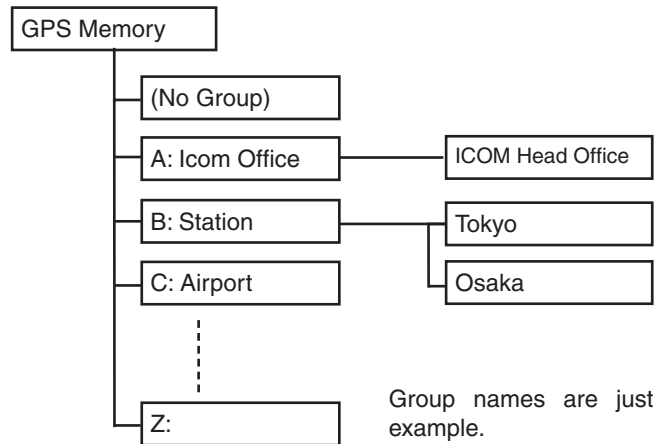 GPS Memory
(No Group)
A: Icom Office
ICOM Head Office
B: Station
Tokyo
C: Airport
Osaka
Z:
Group names are just
example.